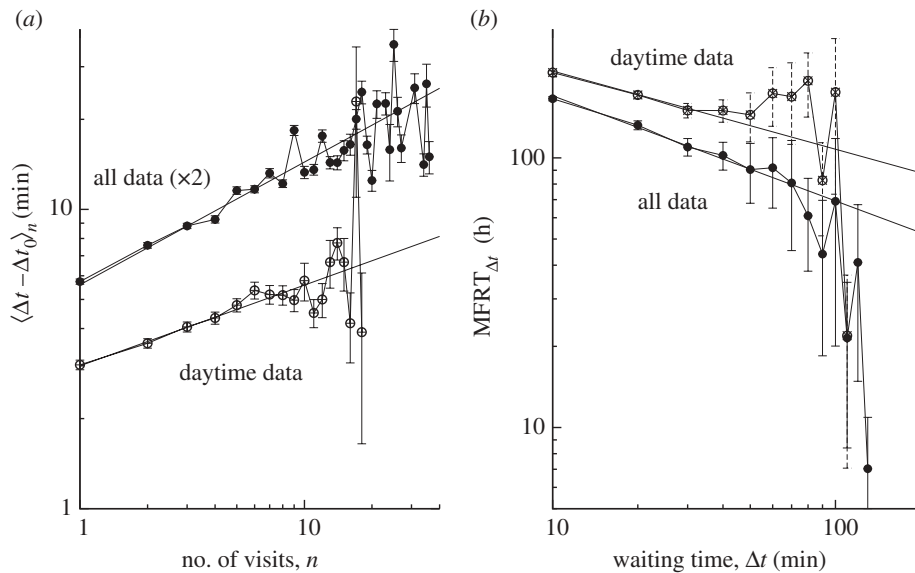 (a)
(b)
⟨Δt – Δt₀⟩ₙ (min)
10
1
all data (×2)
daytime data
1
10
no. of visits, n
MFRT_Δt (h)
100
10
daytime data
all data
10
100
waiting time, Δt (min)